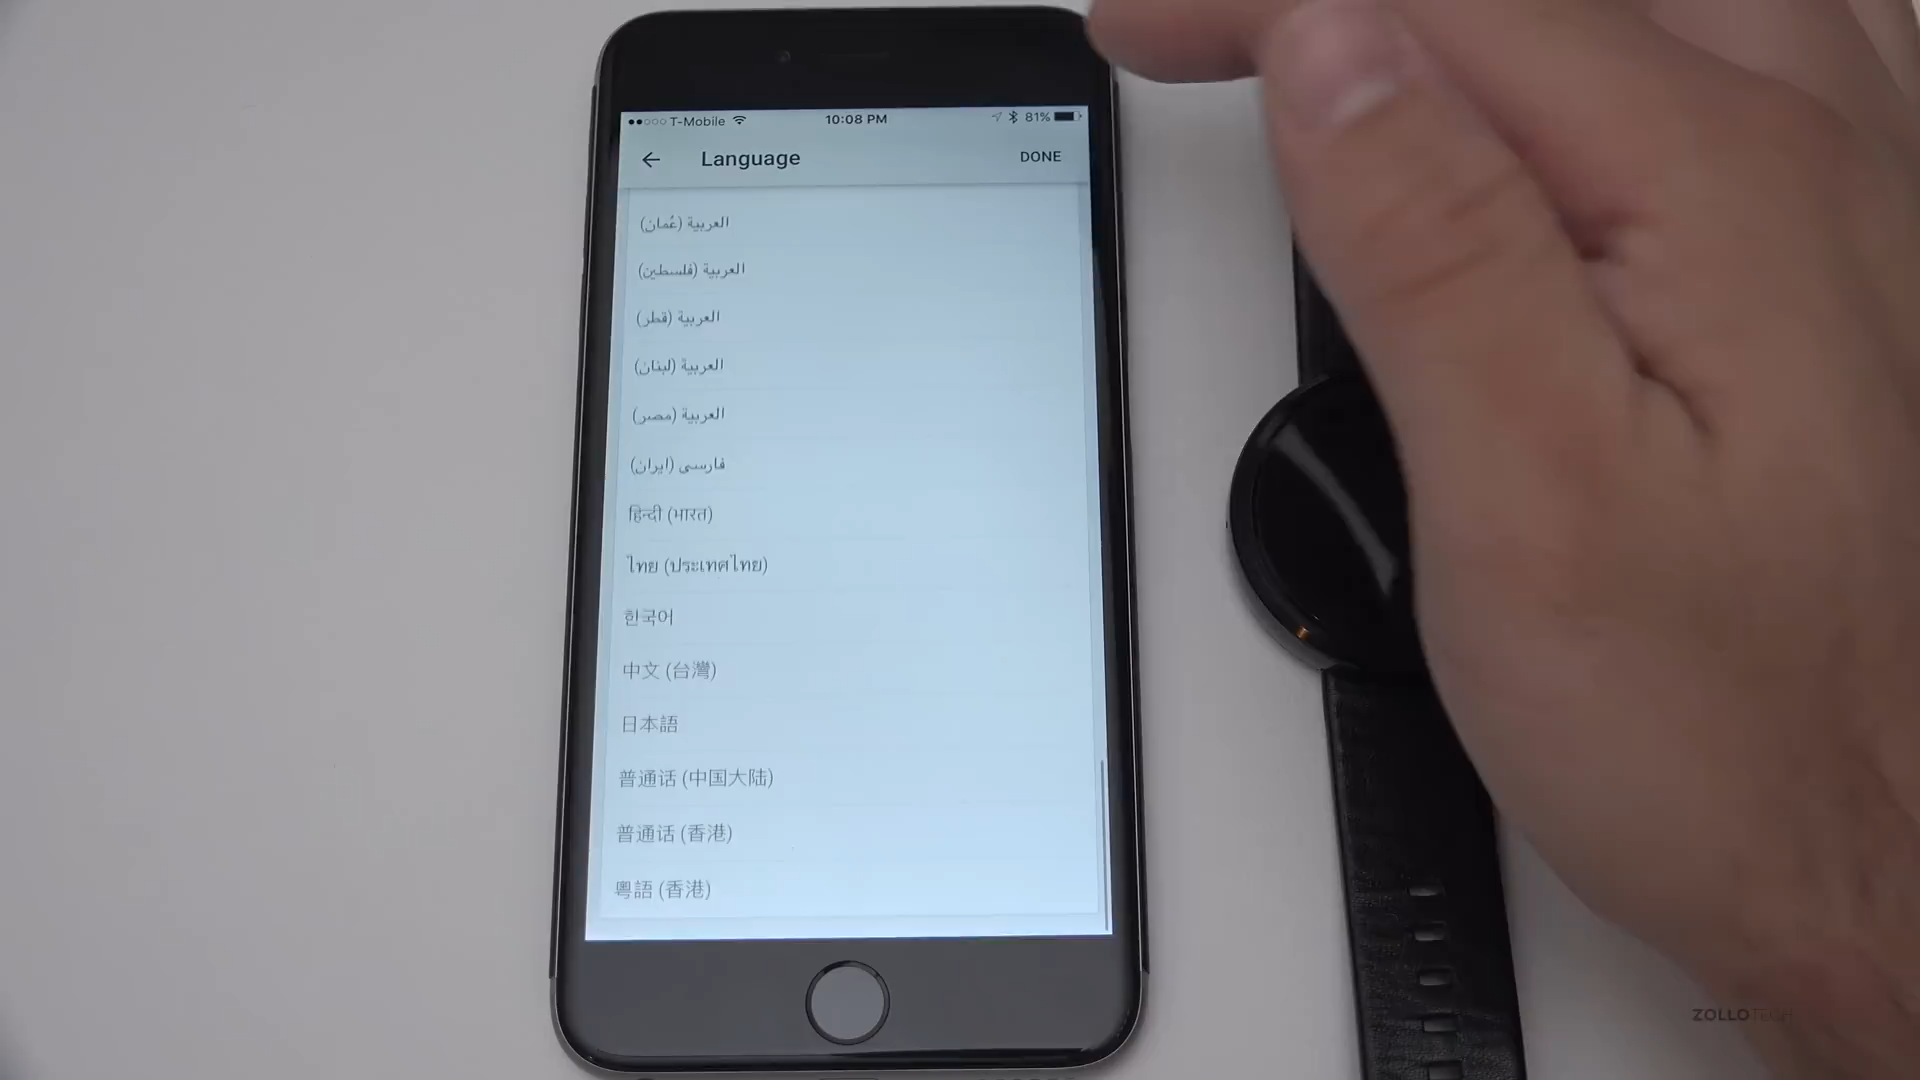 T-Mobile 10:08 PM 81%
Language DONE
العربية (عُمان)
العربية (فلسطين)
العربية (قطر)
العربية (لبنان)
العربية (مصر)
فارسی (ایران)
हिन्दी (भारत)
ไทย (ประเทศไทย)
한국어
中文 (台灣)
日本語
普通话 (中国大陆)
普通话 (香港)
粵語 (香港)
ZOLLOTECH